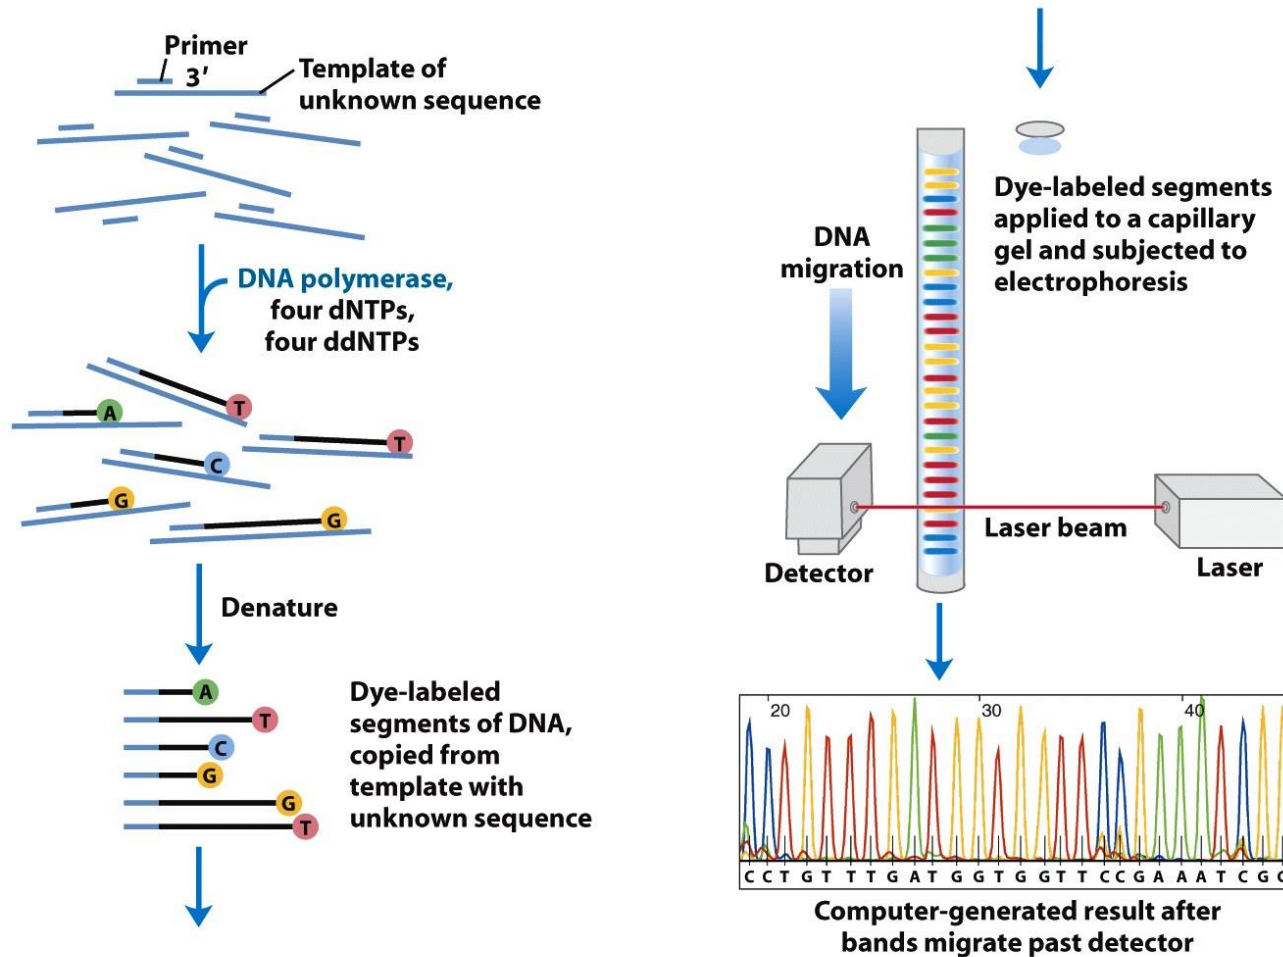 Primer
3′
Template of
unknown sequence
DNA polymerase,
four dNTPs,
four ddNTPs
A
T
T
C
G
G
Denature
A
T
C
G
G
T
Dye-labeled
segments of DNA,
copied from
template with
unknown sequence
Dye-labeled segments
applied to a capillary
gel and subjected to
electrophoresis
DNA
migration
Detector
Laser beam
Laser
20 30 40
C C T G T T T G A T G G T G G T T C C G A A A T C G
Computer-generated result after
bands migrate past detector